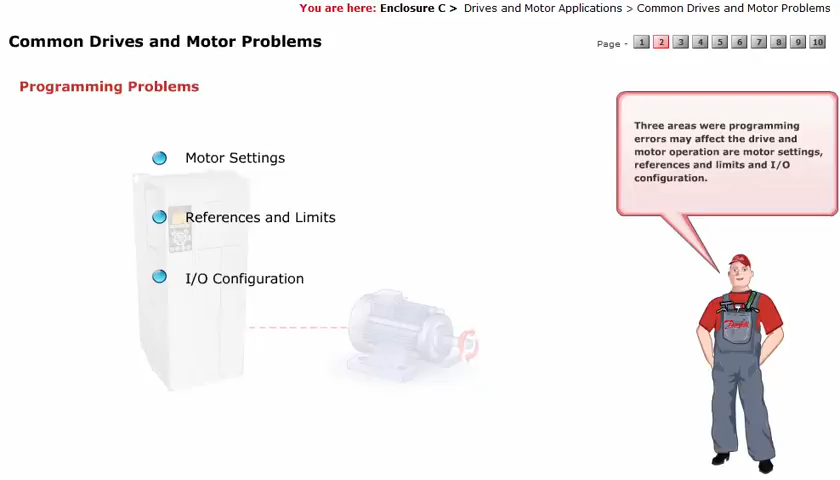 You are here: Enclosure C > Drives and Motor Applications > Common Drives and Motor Problems
Common Drives and Motor Problems
Page - 1 2 3 4 5 6 7 8 9 10
Programming Problems
Three areas were programming
errors may affect the drive and
motor operation are motor settings,
references and limits and I/O
configuration.
Motor Settings
References and Limits
I/O Configuration
Danfoss